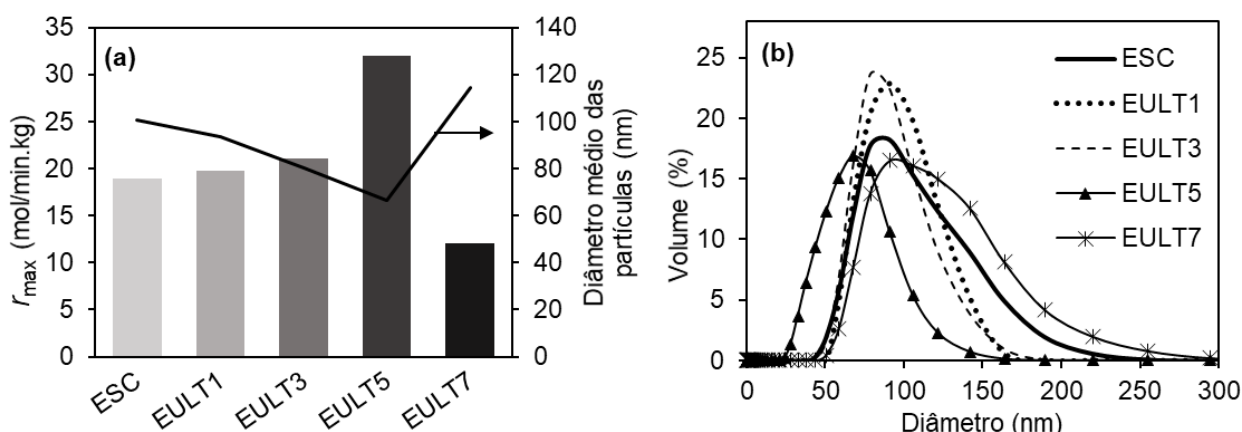 (a)
r_max (mol/min.kg)
35
30
25
20
15
10
5
0
140
120
100
80
60
40
20
0
Diâmetro médio das
partículas (nm)
ESC
EULT1
EULT3
EULT5
EULT7
(b)
Volume (%)
25
20
15
10
5
0
0 50 100 150 200 250 300
Diâmetro (nm)
ESC
EULT1
EULT3
EULT5
EULT7